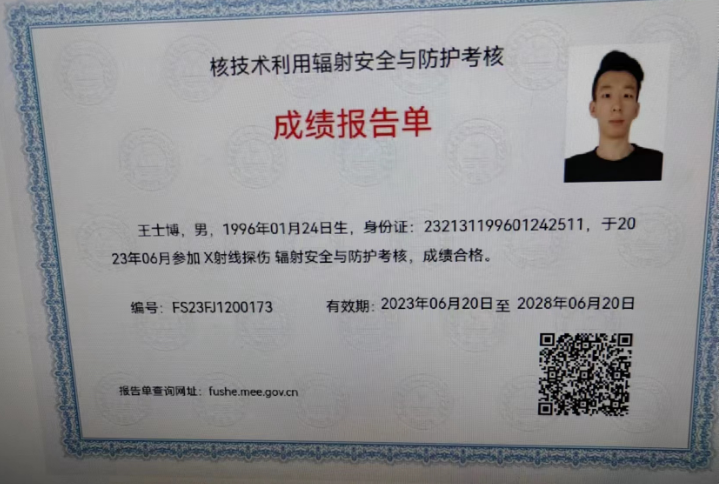 核技术利用辐射安全与防护考核
成绩报告单
王士博，男，1996年01月24日生，身份证：232131199601242511，于20
23年06月参加 X射线探伤 辐射安全与防护考核，成绩合格。
编号：FS23FJ1200173 有效期：2023年06月20日至 2028年06月20日
报告单查询网址：fushe.mee.gov.cn